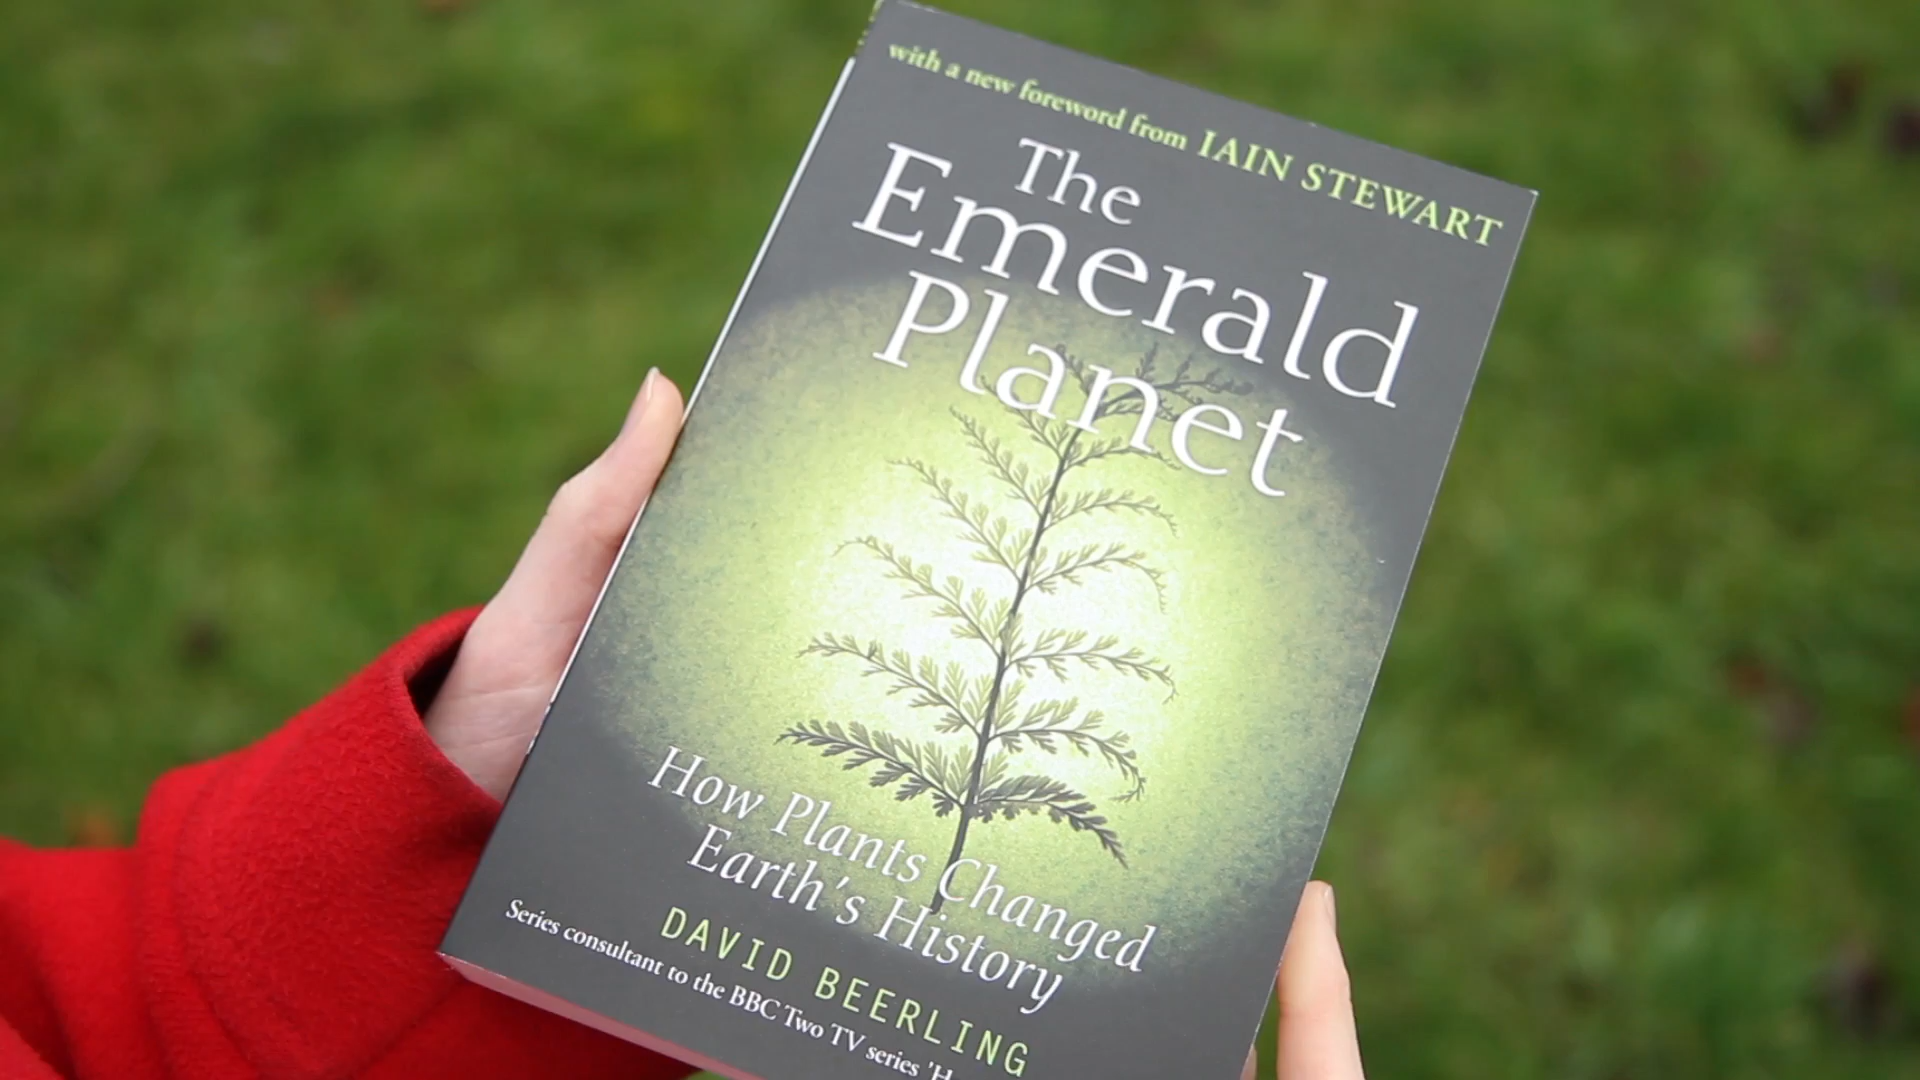 with a new foreword from IAIN STEWART
The
Emerald
Planet
How Plants Changed
Earth's History
DAVID BEERLING
Series consultant to the BBC Two TV series 'H